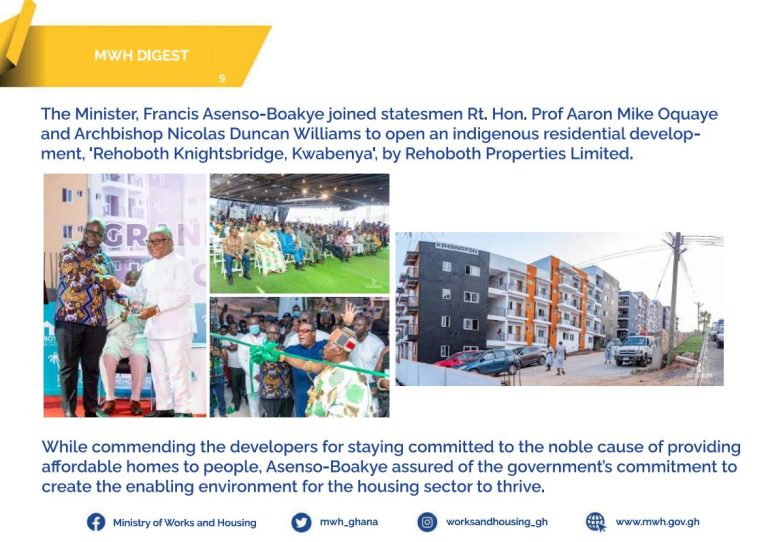 MWH DIGEST
9
The Minister, Francis Asenso-Boakye joined statesmen Rt. Hon. Prof Aaron Mike Oquaye
and Archbishop Nicolas Duncan Williams to open an indigenous residential develop-
ment, 'Rehoboth Knightsbridge, Kwabenya', by Rehoboth Properties Limited.
GRAN
KENSINGTON
While commending the developers for staying committed to the noble cause of providing
affordable homes to people, Asenso-Boakye assured of the government's commitment to
create the enabling environment for the housing sector to thrive.
Ministry of Works and Housing
mwh_ghana
worksandhousing_gh
www.mwh.gov.gh